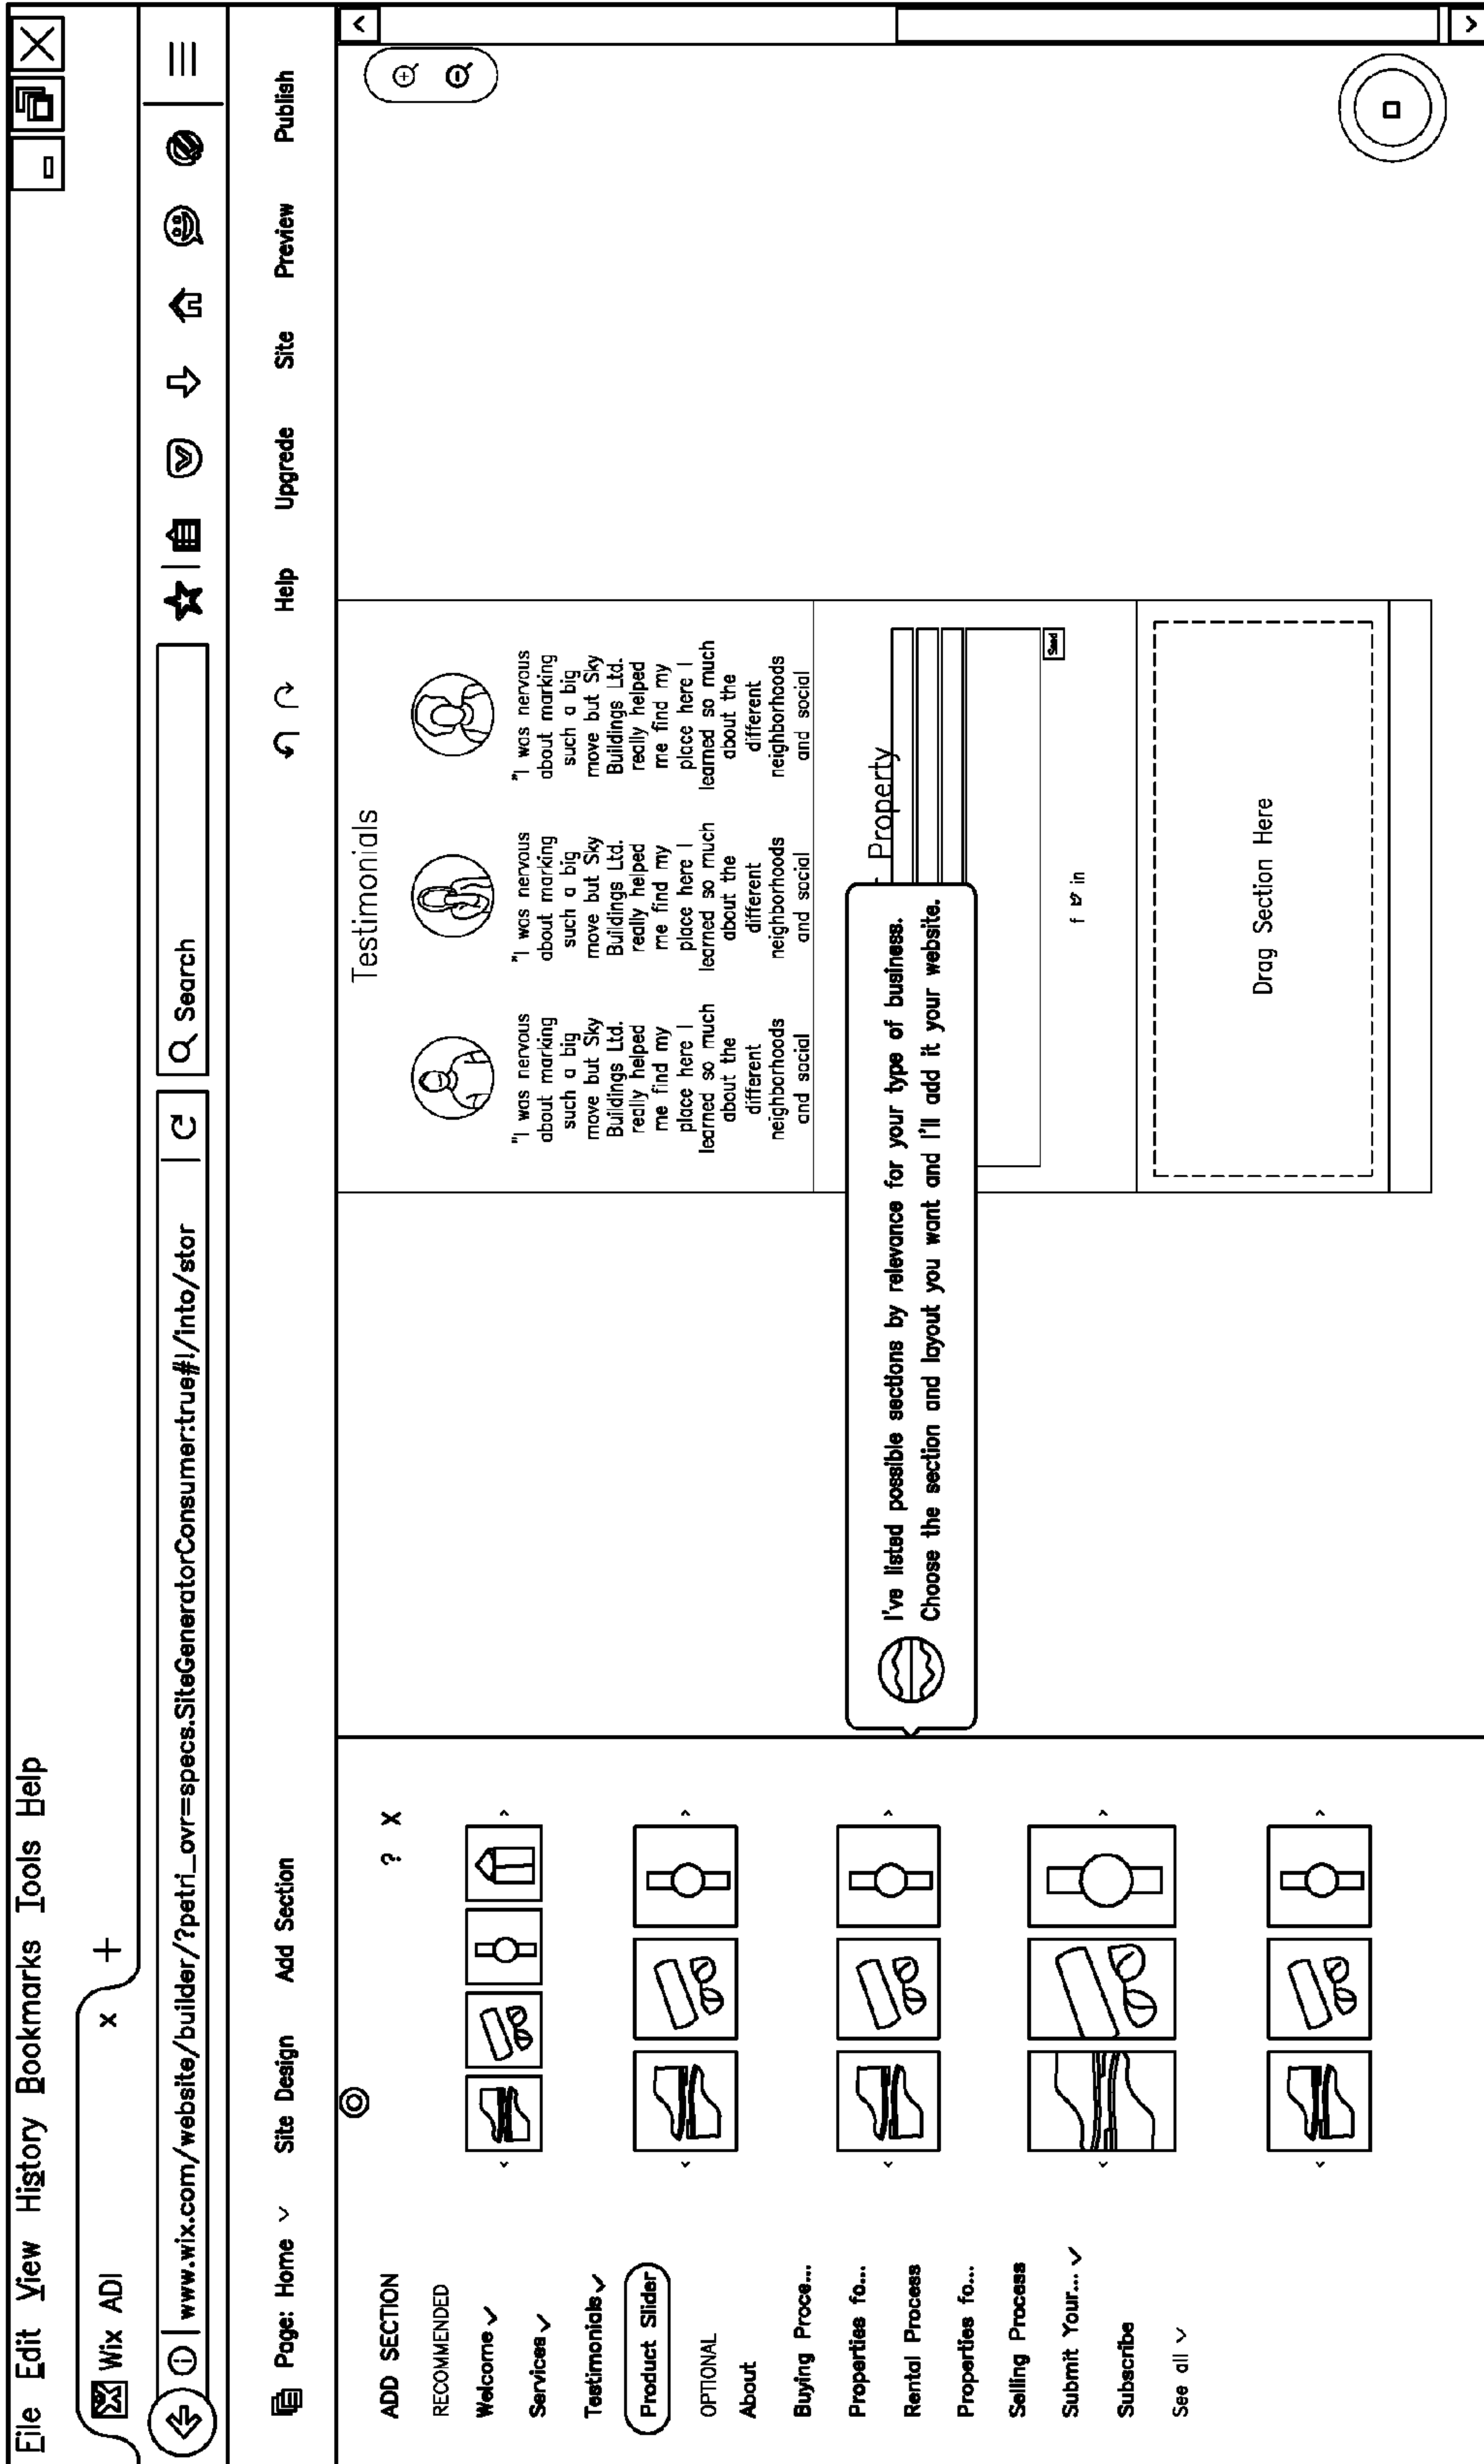 File Edit View History Bookmarks Tools Help
Wix ADI x +
www.wix.com/website/builder/?petri_ovr=specs.SiteGeneratorConsumer:true#!/into/stor
Search
Page: Home
Site Design
Add Section
Help
Upgrede
Site
Preview
Publish
ADD SECTION
? X
RECOMMENDED
Welcome ✓
Services ✓
Testimonials ✓
Product Slider
OPTIONAL
About
Buying Proce...
Properties fo...
Rental Process
Properties fo...
Selling Process
Submit Your... ✓
Subscribe
See all
I've listed possible sections by relevance for your type of business.
Choose the section and layout you want and I'll add it your website.
Testimonials
"I was nervous
about marking
such a big
move but Sky
Buildings Ltd.
really helped
me find my
place here I
learned so much
about the
different
neighborhoods
and social
"I was nervous
about marking
such a big
move but Sky
Buildings Ltd.
really helped
me find my
place here I
learned so much
about the
different
neighborhoods
and social
"I was nervous
about marking
such a big
move but Sky
Buildings Ltd.
really helped
me find my
place here I
learned so much
about the
different
neighborhoods
and social
Property
Send
f in
Drag Section Here